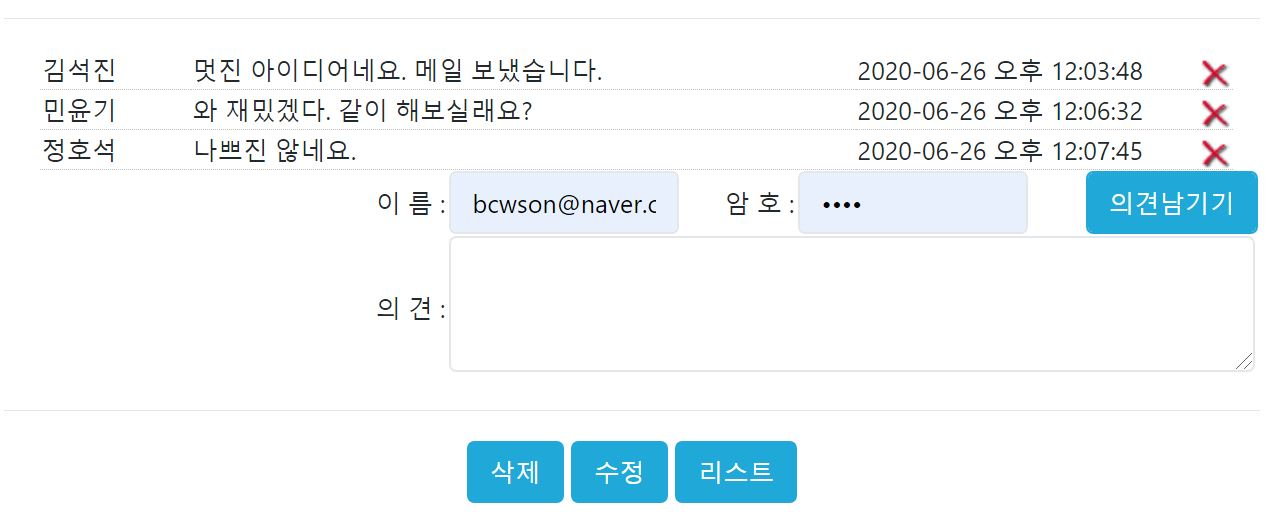 김석진 멋진 아이디어네요. 메일 보냈습니다. 2020-06-26 오후 12:03:48
민윤기 와 재밌겠다. 같이 해보실래요? 2020-06-26 오후 12:06:32
정호석 나쁘진 않네요. 2020-06-26 오후 12:07:45
이 름 : bcwson@naver.c 암 호 : •••• 의견남기기
의 견 :
삭제 수정 리스트